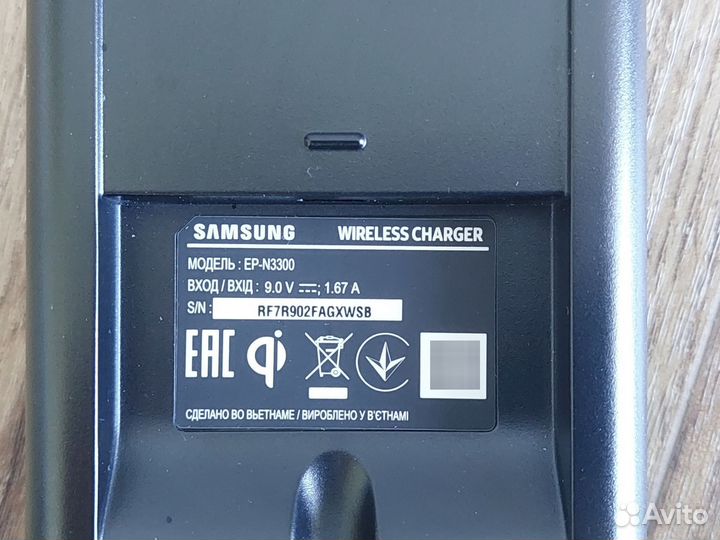 SAMSUNG WIRELESS CHARGER
МОДЕЛЬ : EP-N3300
ВХОД / ВХІД : 9.0 V ⎓; 1.67 A
S/N : RF7R902FAGXWSB
EAC qi
СДЕЛАНО ВО ВЬЕТНАМЕ / ВИРОБЛЕНО У В'ЄТНАМІ
Avito